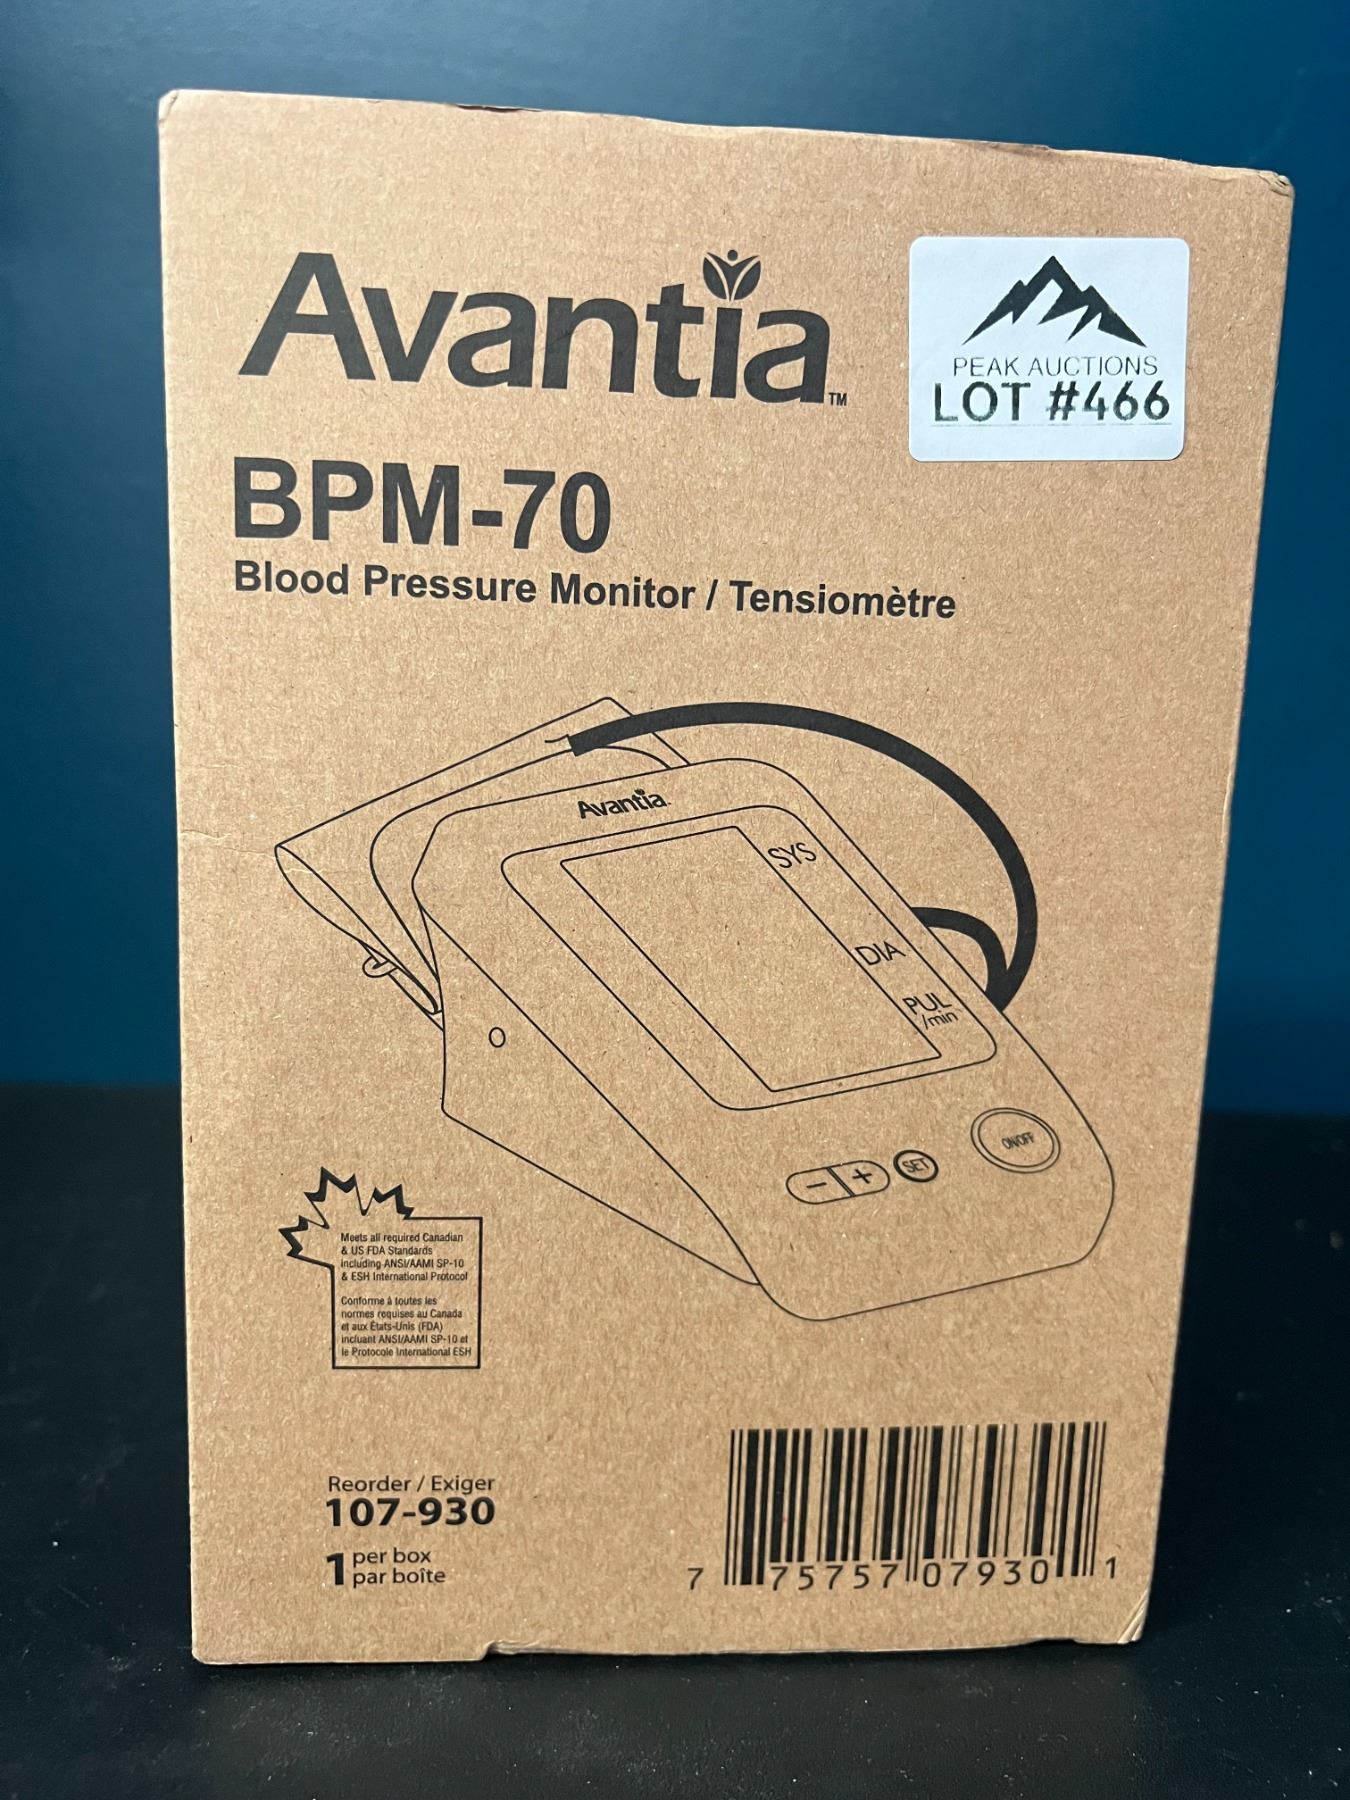 Avantia™
PEAK AUCTIONS
LOT #466
BPM-70
Blood Pressure Monitor / Tensiomètre
Avantia
SYS
DIA
PUL
/min
ON/OFF
− +
SET
Meets all required Canadian
& US FDA Standards
including ANSI/AAMI SP-10
& ESH International Protocol
Conforme à toutes les
normes requises au Canada
et aux États-Unis (FDA)
incluant ANSI/AAMI SP-10 et
le Protocole International ESH
Reorder / Exiger
107-930
1 per box
par boîte
7 75757 07930 1